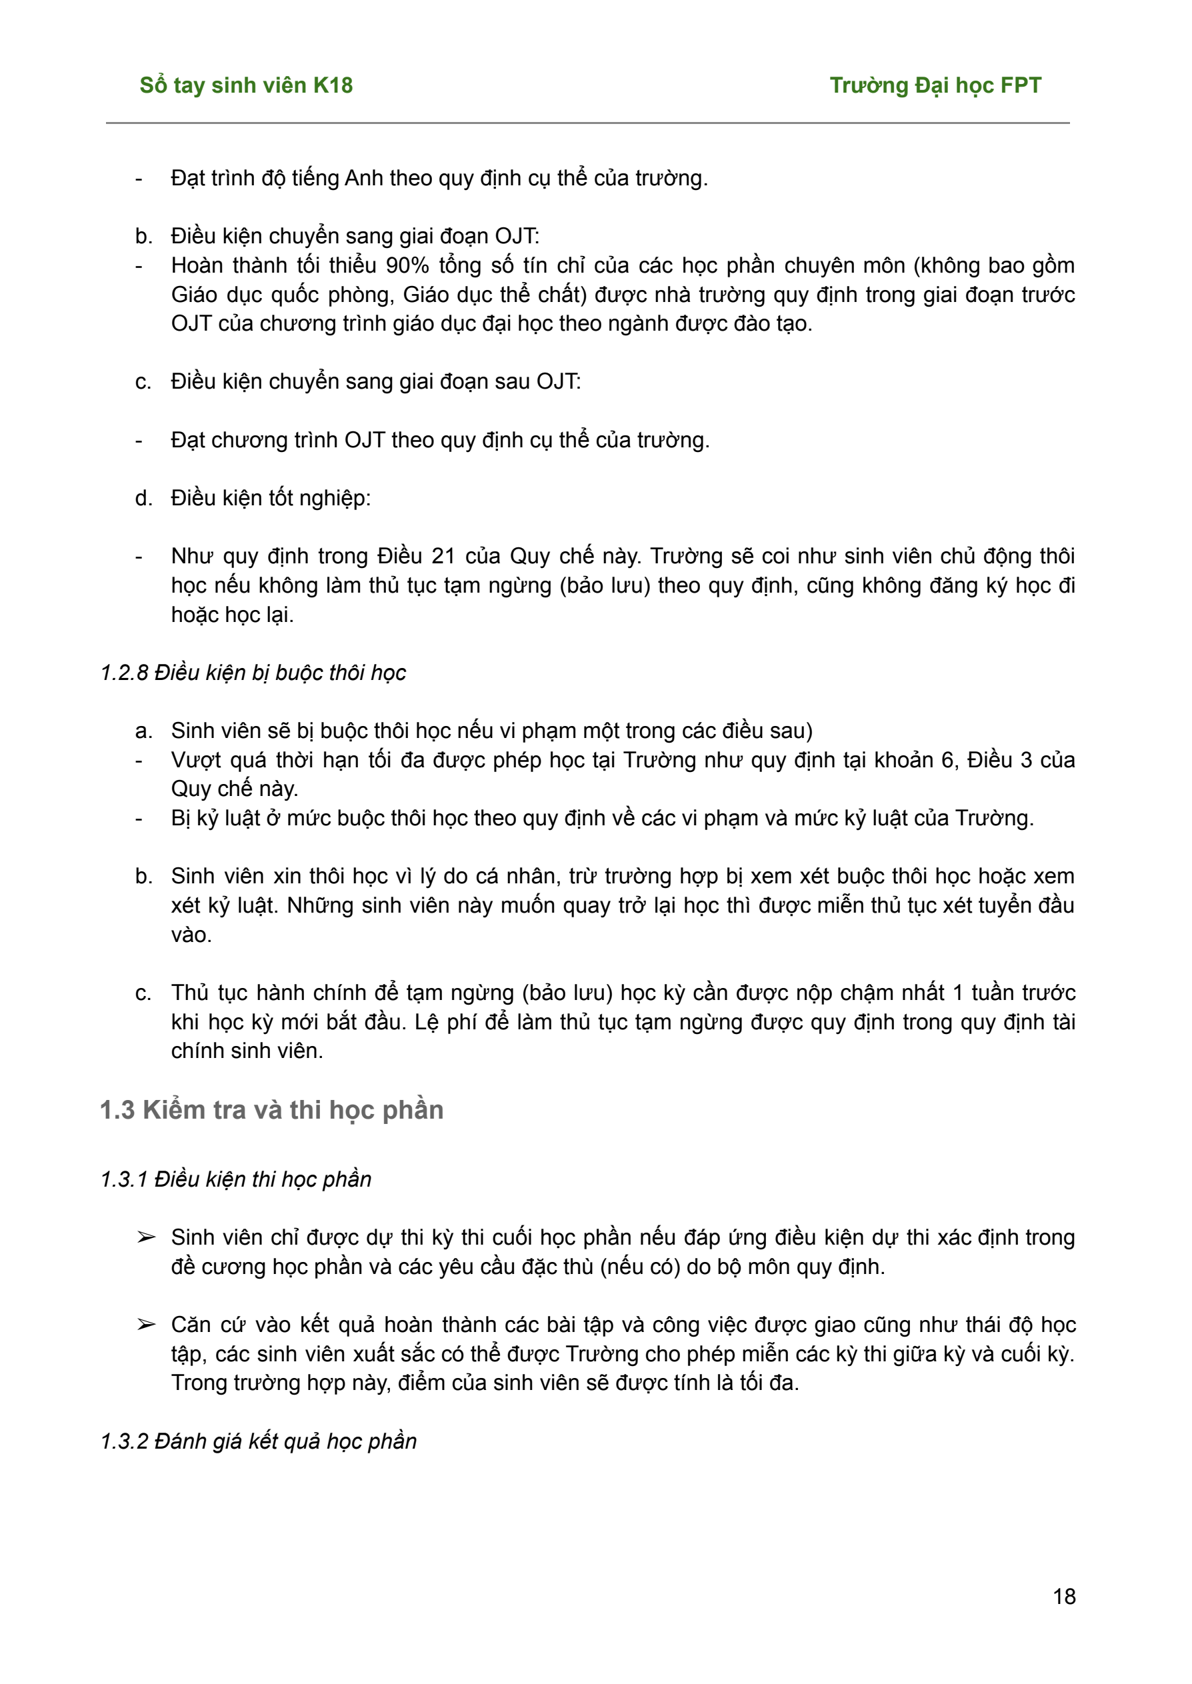 Sổ tay sinh viên K18 Trường Đại học FPT
- Đạt trình độ tiếng Anh theo quy định cụ thể của trường.
b. Điều kiện chuyển sang giai đoạn OJT:
- Hoàn thành tối thiểu 90% tổng số tín chỉ của các học phần chuyên môn (không bao gồm
Giáo dục quốc phòng, Giáo dục thể chất) được nhà trường quy định trong giai đoạn trước
OJT của chương trình giáo dục đại học theo ngành được đào tạo.
c. Điều kiện chuyển sang giai đoạn sau OJT:
- Đạt chương trình OJT theo quy định cụ thể của trường.
d. Điều kiện tốt nghiệp:
- Như quy định trong Điều 21 của Quy chế này. Trường sẽ coi như sinh viên chủ động thôi
học nếu không làm thủ tục tạm ngừng (bảo lưu) theo quy định, cũng không đăng ký học đi
hoặc học lại.
1.2.8 Điều kiện bị buộc thôi học
a. Sinh viên sẽ bị buộc thôi học nếu vi phạm một trong các điều sau)
- Vượt quá thời hạn tối đa được phép học tại Trường như quy định tại khoản 6, Điều 3 của
Quy chế này.
- Bị kỷ luật ở mức buộc thôi học theo quy định về các vi phạm và mức kỷ luật của Trường.
b. Sinh viên xin thôi học vì lý do cá nhân, trừ trường hợp bị xem xét buộc thôi học hoặc xem
xét kỷ luật. Những sinh viên này muốn quay trở lại học thì được miễn thủ tục xét tuyển đầu
vào.
c. Thủ tục hành chính để tạm ngừng (bảo lưu) học kỳ cần được nộp chậm nhất 1 tuần trước
khi học kỳ mới bắt đầu. Lệ phí để làm thủ tục tạm ngừng được quy định trong quy định tài
chính sinh viên.
1.3 Kiểm tra và thi học phần
1.3.1 Điều kiện thi học phần
➢ Sinh viên chỉ được dự thi kỳ thi cuối học phần nếu đáp ứng điều kiện dự thi xác định trong
đề cương học phần và các yêu cầu đặc thù (nếu có) do bộ môn quy định.
➢ Căn cứ vào kết quả hoàn thành các bài tập và công việc được giao cũng như thái độ học
tập, các sinh viên xuất sắc có thể được Trường cho phép miễn các kỳ thi giữa kỳ và cuối kỳ.
Trong trường hợp này, điểm của sinh viên sẽ được tính là tối đa.
1.3.2 Đánh giá kết quả học phần
18